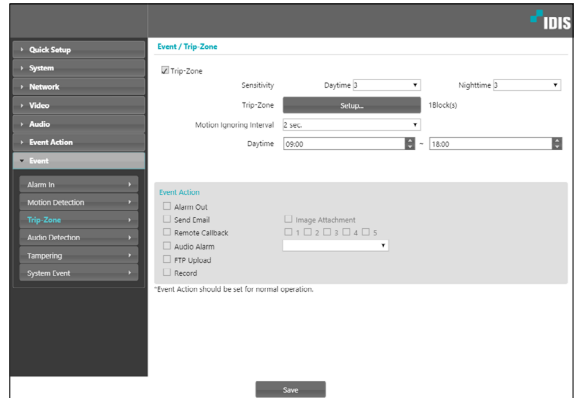 IDIS
Quick Setup
System
Network
Video
Audio
Event Action
Event
Alarm In
Motion Detection
Trip-Zone
Audio Detection
Tampering
System Event
Event / Trip-Zone
Trip-Zone
Sensitivity Daytime 3 Nighttime 3
Trip-Zone Setup... 1Block(s)
Motion Ignoring Interval 2 sec.
Daytime 09:00 ~ 18:00
Event Action
Alarm Out
Send Email Image Attachment
Remote Callback 1 2 3 4 5
Audio Alarm
FTP Upload
Record
*Event Action should be set for normal operation.
Save